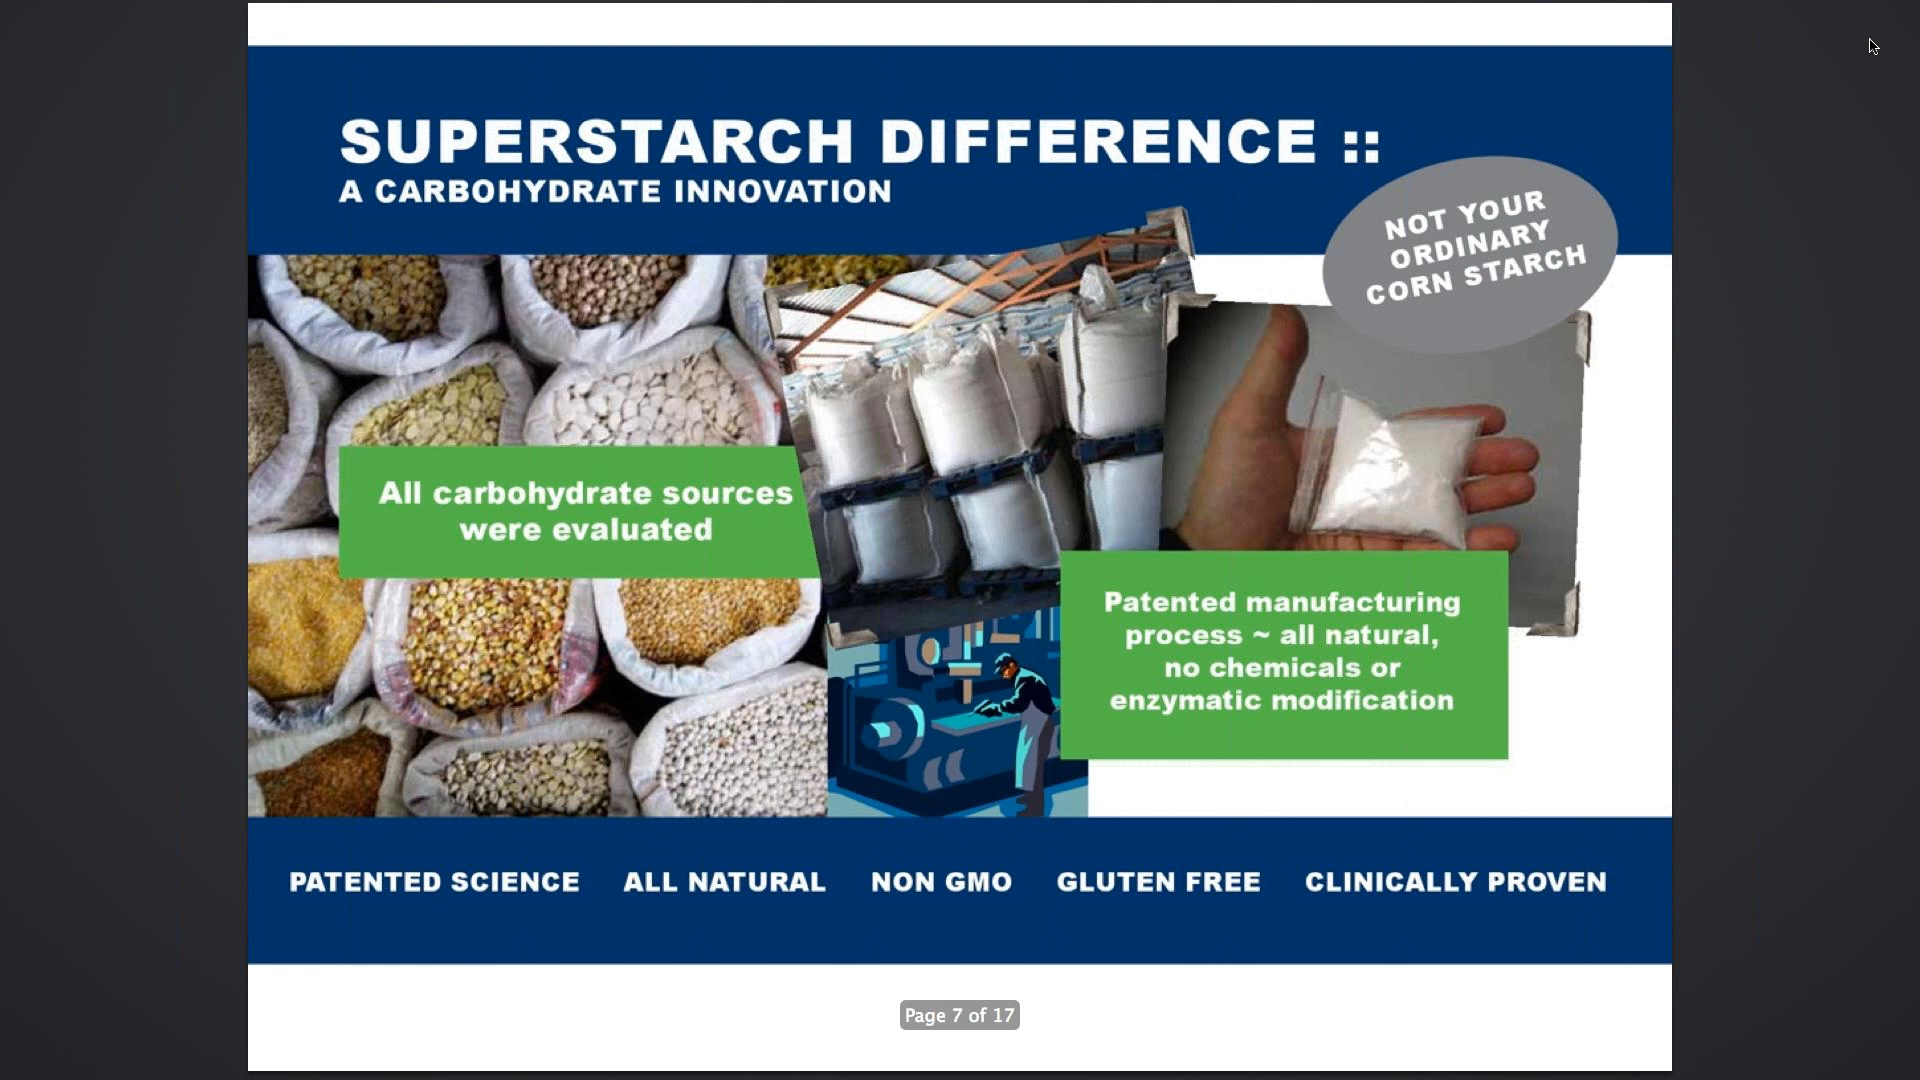 SUPERSTARCH DIFFERENCE ::
A CARBOHYDRATE INNOVATION
NOT YOUR
ORDINARY
CORN STARCH
All carbohydrate sources
were evaluated
Patented manufacturing
process ~ all natural,
no chemicals or
enzymatic modification
PATENTED SCIENCE ALL NATURAL NON GMO GLUTEN FREE CLINICALLY PROVEN
Page 7 of 17